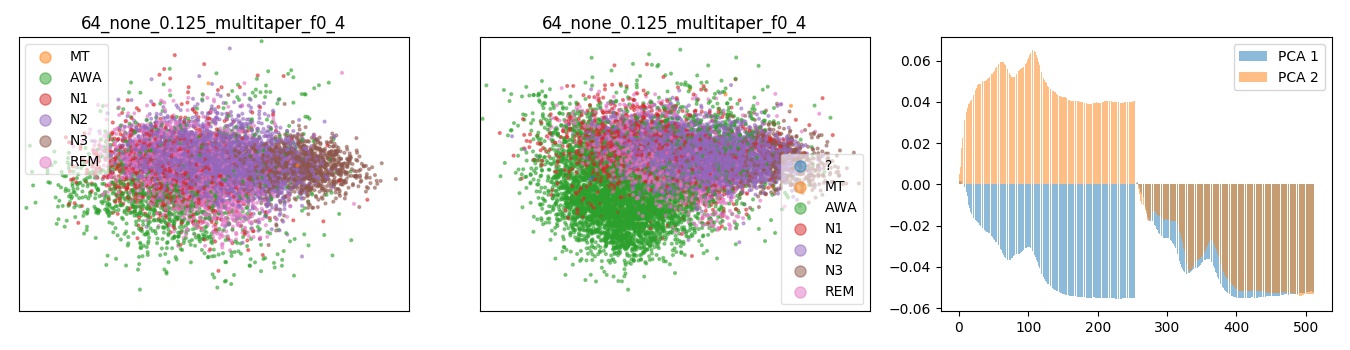 64_none_0.125_multitaper_f0_4
MT
AWA
N1
N2
N3
REM
64_none_0.125_multitaper_f0_4
?
MT
AWA
N1
N2
N3
REM
PCA 1
PCA 2
0.06
0.04
0.02
0.00
−0.02
−0.04
−0.06
0 100 200 300 400 500